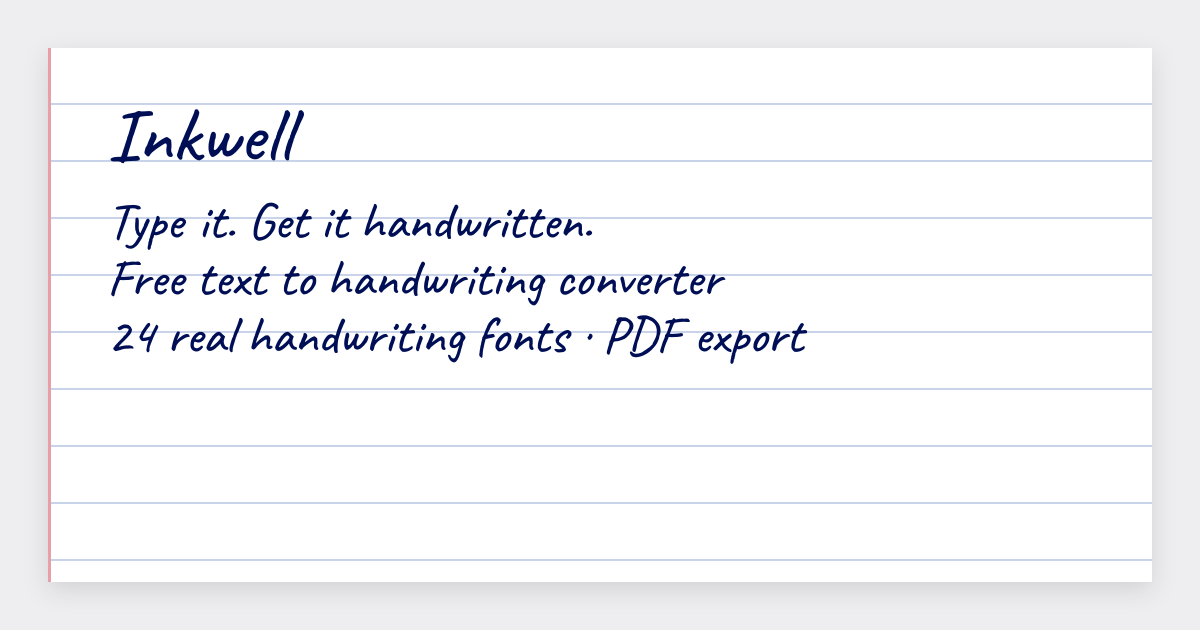 Inkwell
Type it. Get it handwritten.
Free text to handwriting converter
24 real handwriting fonts · PDF export